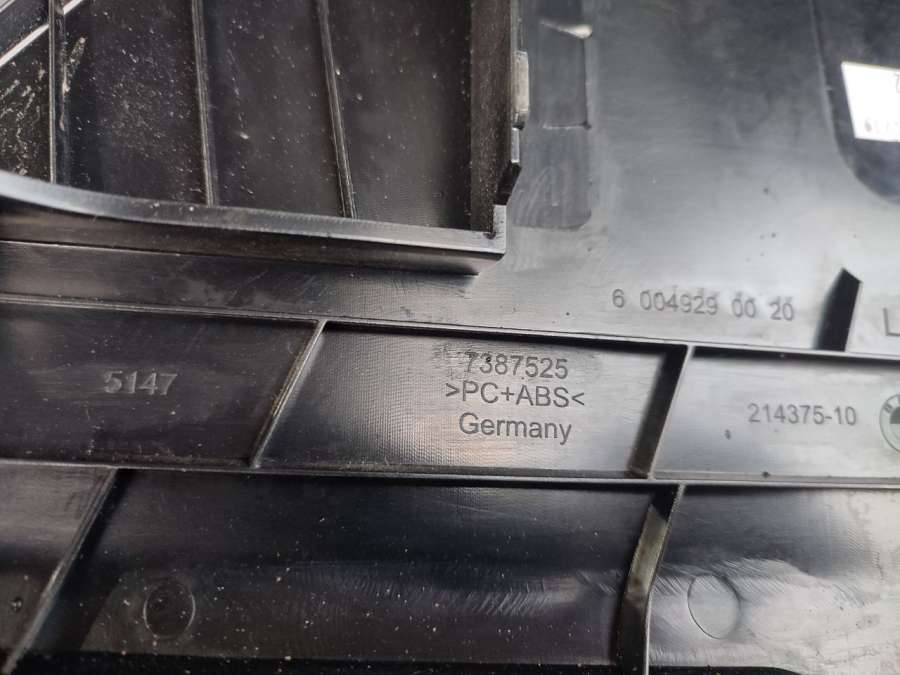 6 004929 00 20
7387525
5147
>PC+ABS<
214375-10
Germany